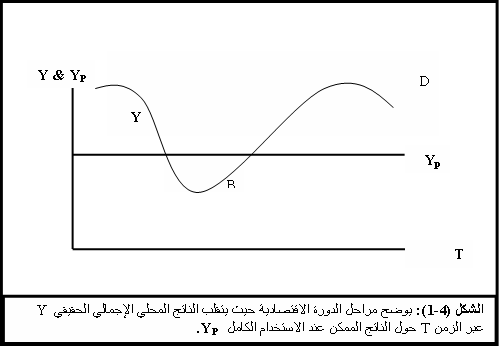 Y & YP
D
Y
YP
B
T
الشكل (4-1): يوضح مراحل الدورة الاقتصادية حيث يتقلب الناتج المحلي الإجمالي الحقيقي Y
عبر الزمن T حول الناتج الممكن عند الاستخدام الكامل YP.